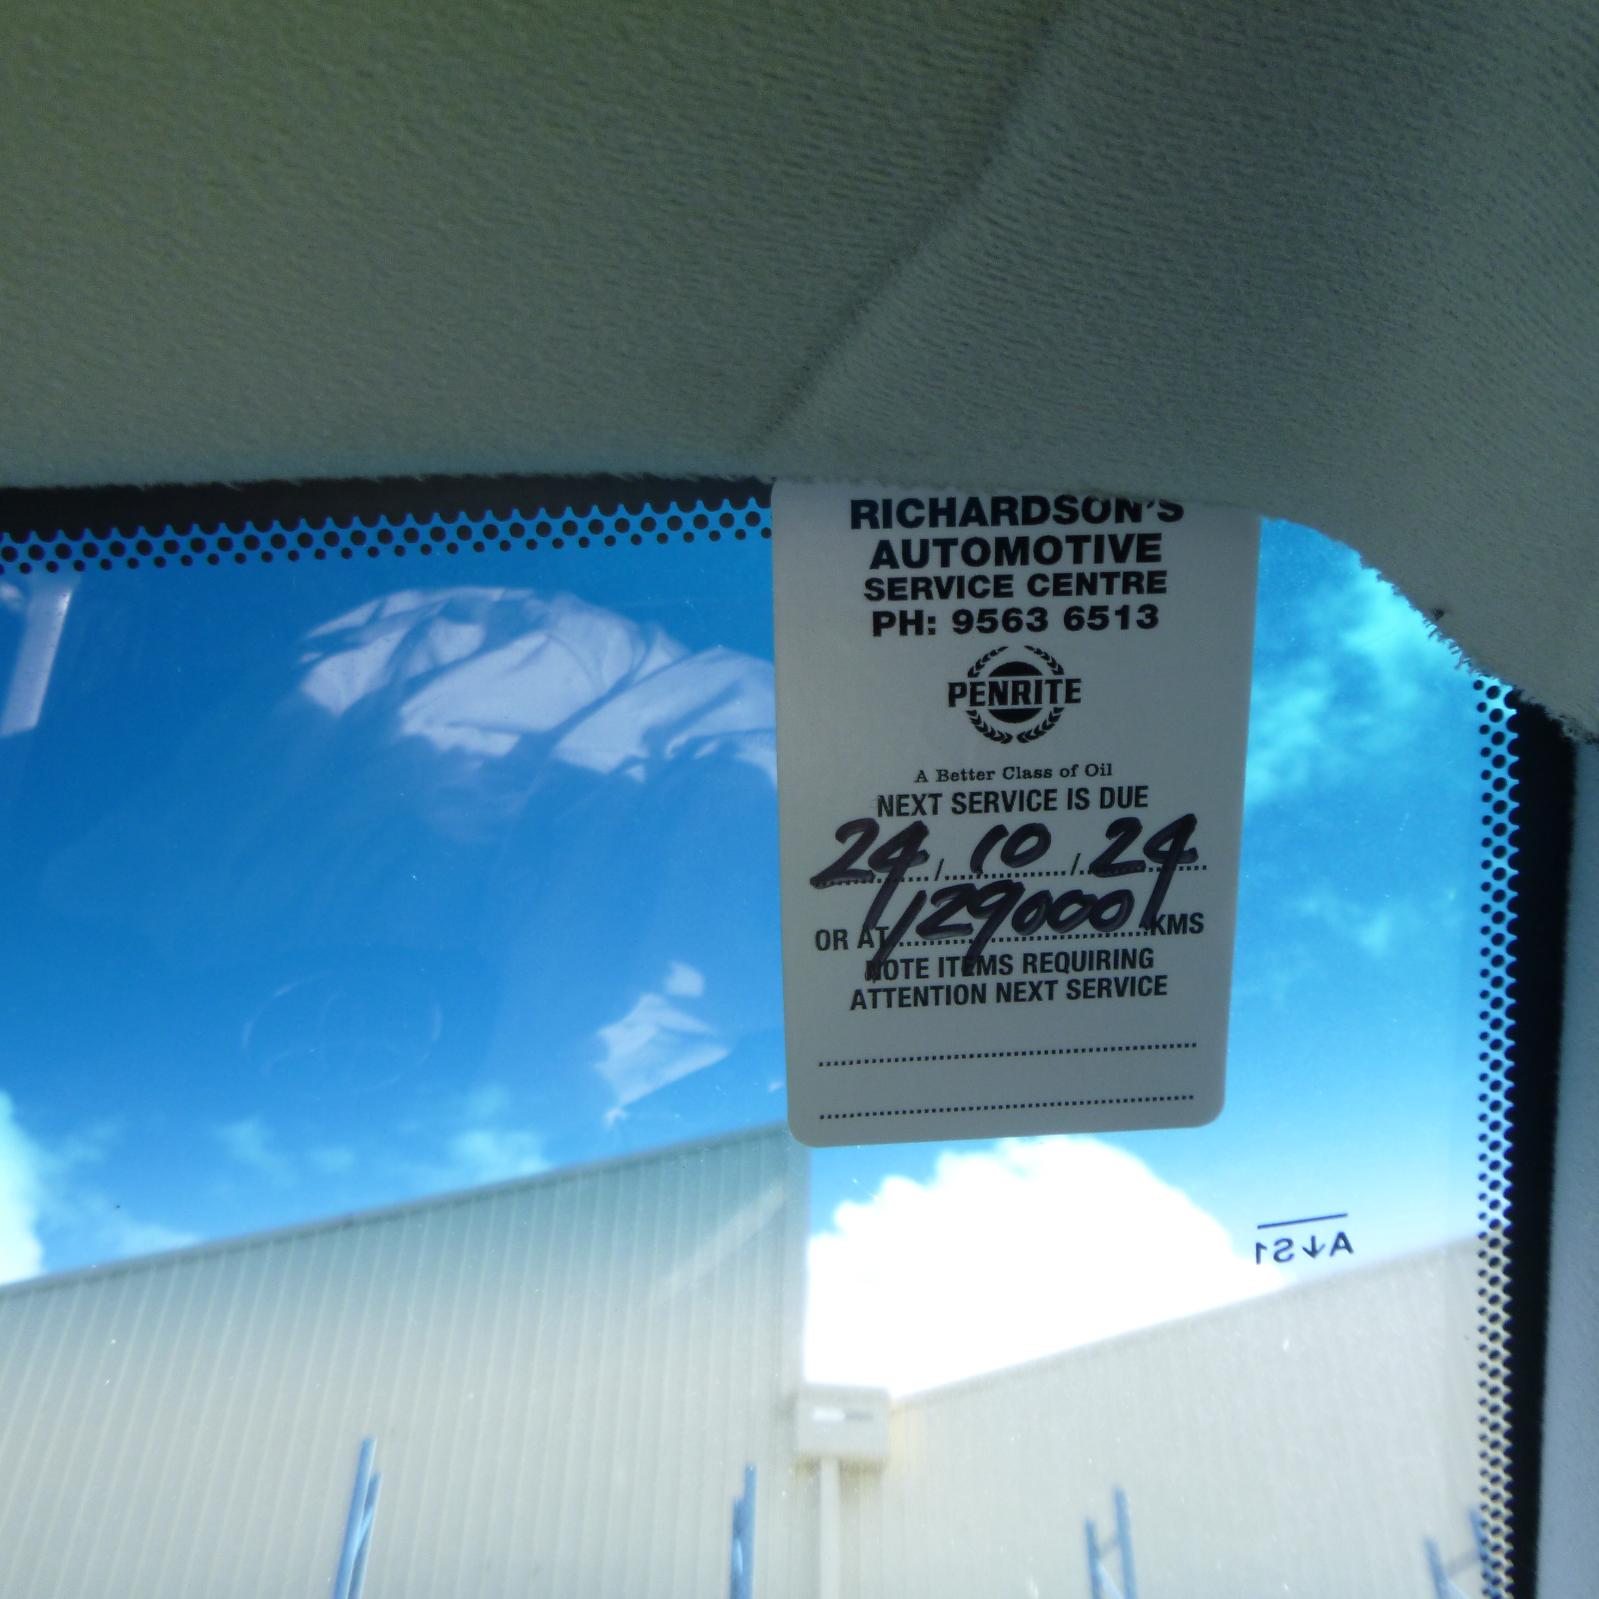 RICHARDSON'S
AUTOMOTIVE
SERVICE CENTRE
PH: 9563 6513
PENRITE
A Better Class of Oil
NEXT SERVICE IS DUE
24/10/24
OR AT 129000 KMS
NOTE ITEMS REQUIRING
ATTENTION NEXT SERVICE
A↓S1